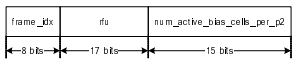 frame_idx rfu num_active_bias_cells_per_p2
8 bits 17 bits 15 bits